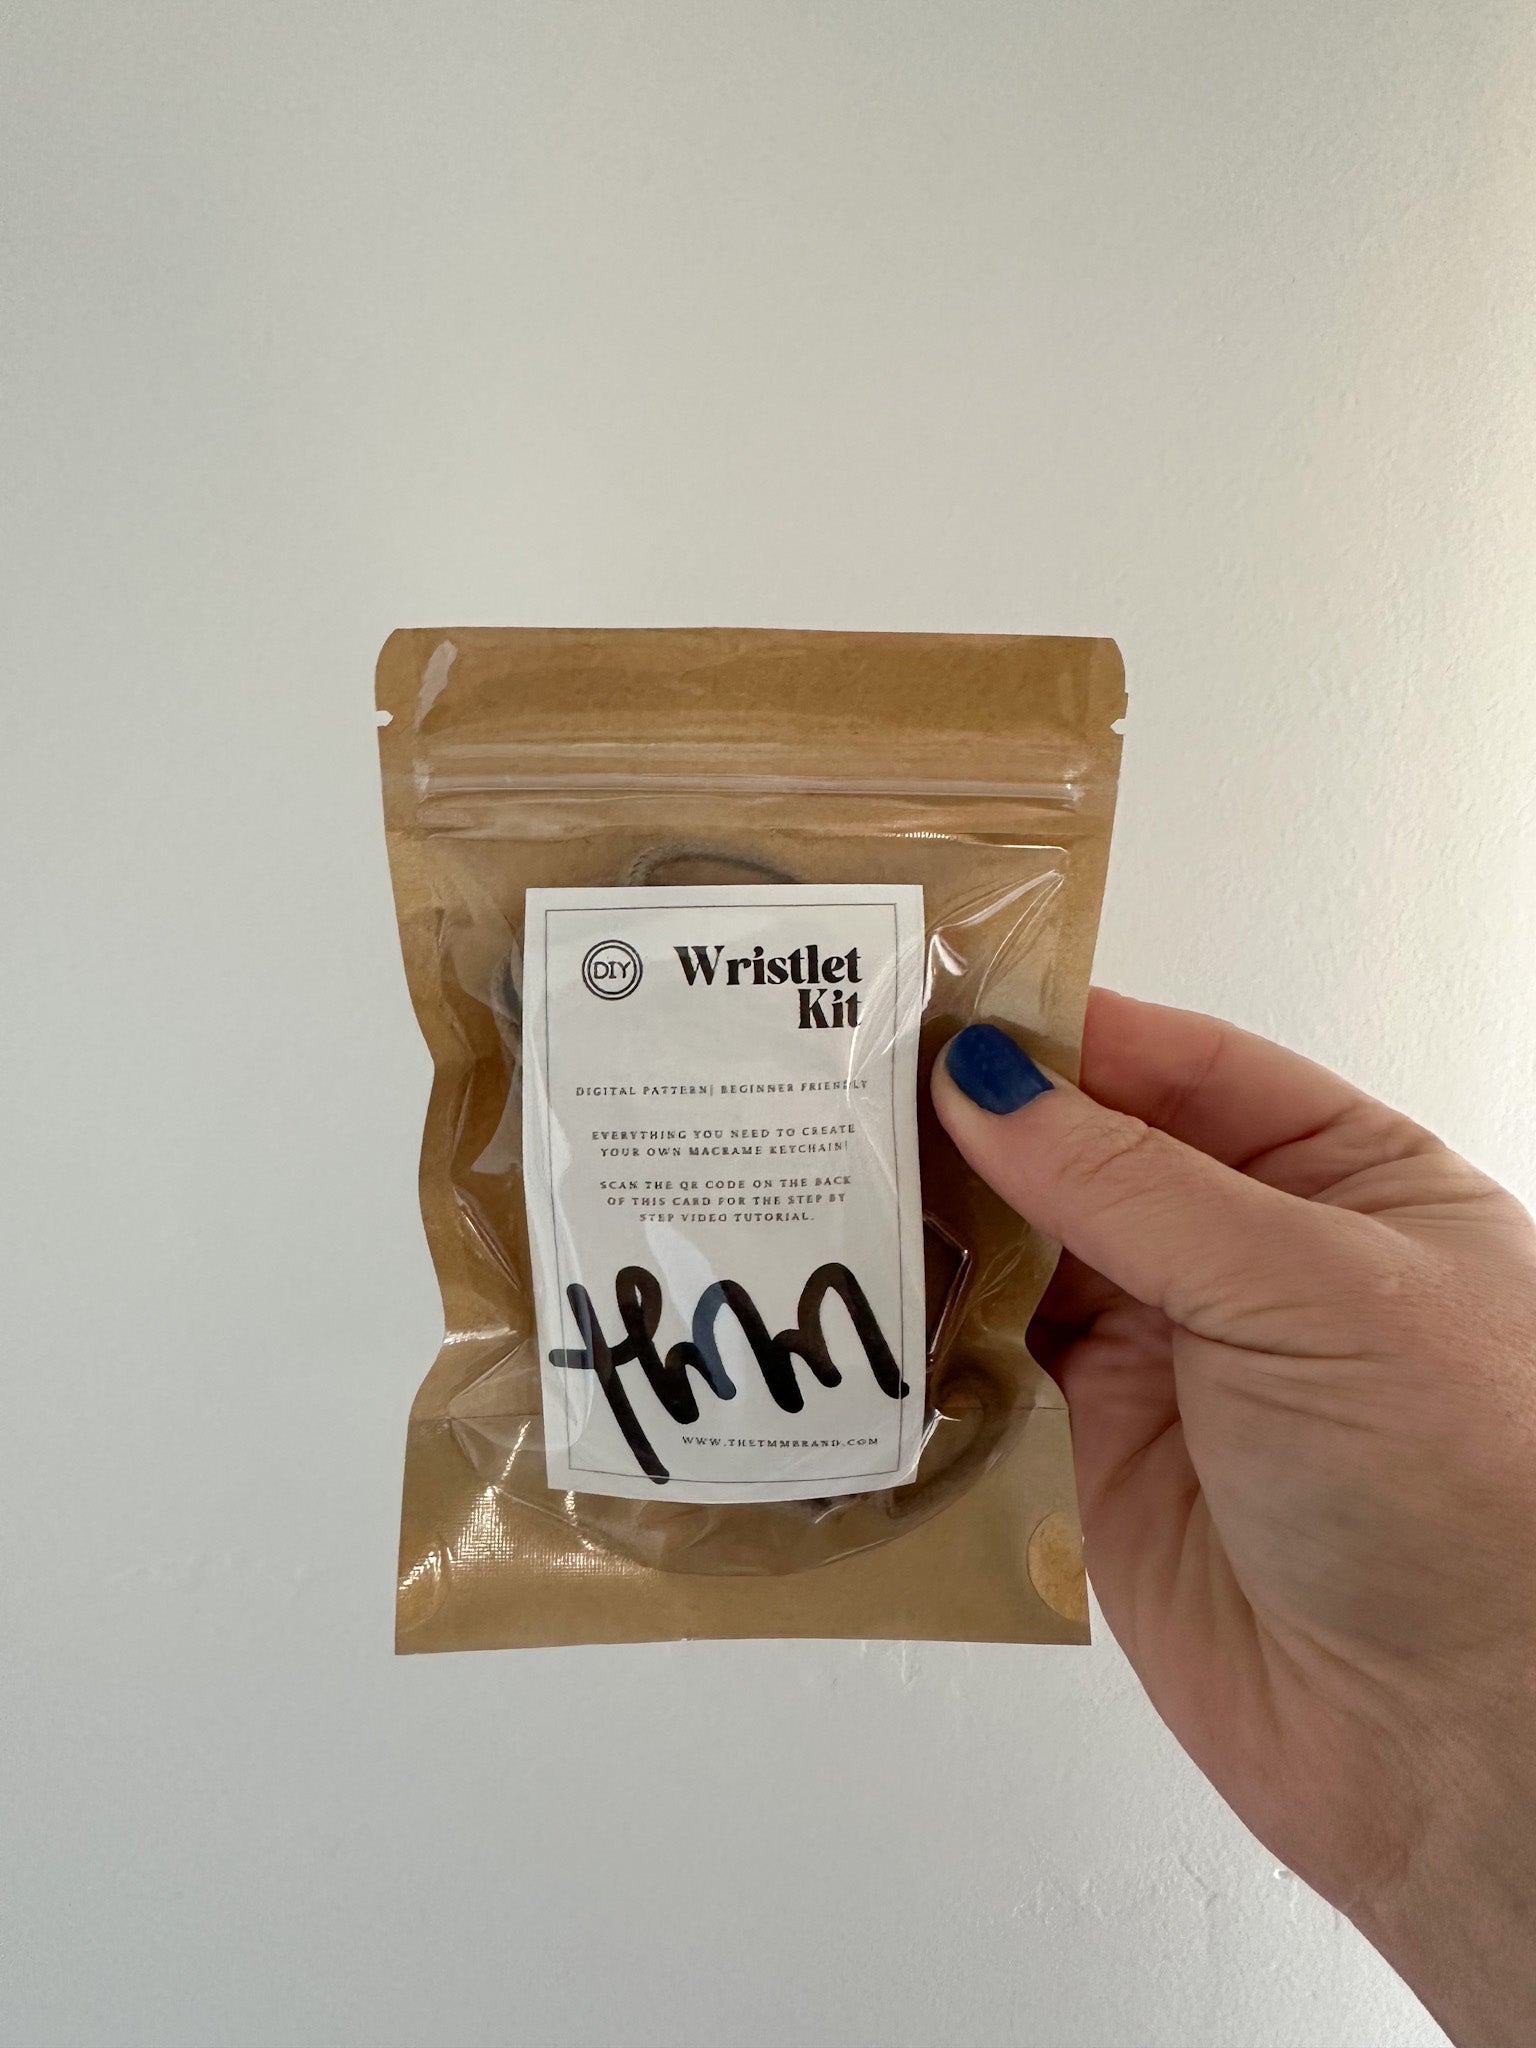 DIY
Wristlet
Kit
DIGITAL PATTERN| BEGINNER FRIENDLY
EVERYTHING YOU NEED TO CREATE
YOUR OWN MACRAME KEYCHAIN!
SCAN THE QR CODE ON THE BACK
OF THIS CARD FOR THE STEP BY
STEP VIDEO TUTORIAL.
tmm
WWW.THETMMBRAND.COM